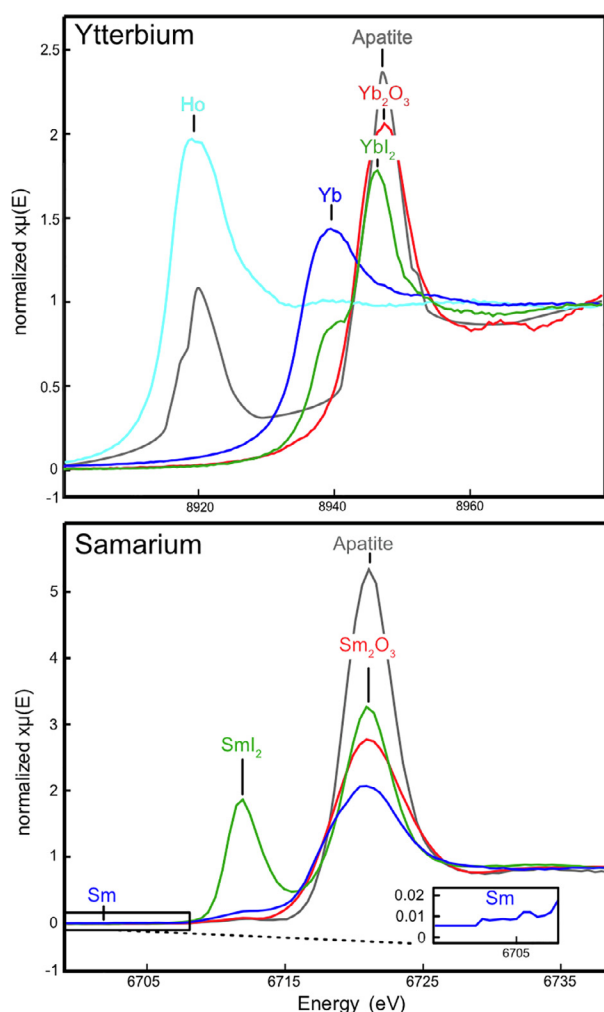 Ytterbium
Apatite
Ho
Yb₂O₃
YbI₂
Yb
normalized xμ(E)
2.5
2
1.5
1
0.5
0
-1
8920
8940
8960
Samarium
Apatite
Sm₂O₃
SmI₂
Sm
normalized xμ(E)
5
4
3
2
1
0
-1
Sm
0.02
0.01
0
6705
6705
6715
6725
6735
Energy (eV)